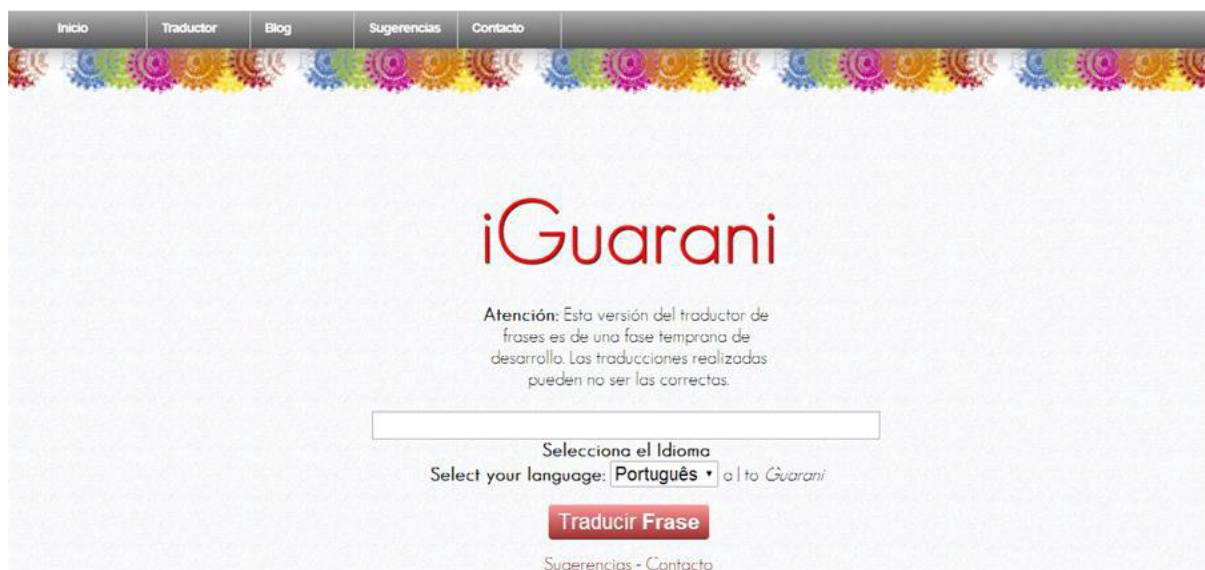 Inicio Traductor Blog Sugerencias Contacto
iGuarani
Atención: Esta versión del traductor de
frases es de una fase temprana de
desarrollo. Las traducciones realizadas
pueden no ser las correctas.
Selecciona el Idioma
Select your language: Português a | to Guarani
Traducir Frase
Sugerencias - Contacto